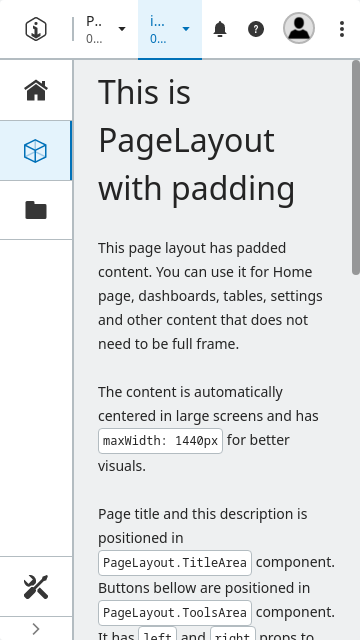 P..
0...
i...
0...
This is
PageLayout
with padding
This page layout has padded
content. You can use it for Home
page, dashboards, tables, settings
and other content that does not
need to be full frame.
The content is automatically
centered in large screens and has
maxWidth: 1440px for better
visuals.
Page title and this description is
positioned in
PageLayout.TitleArea component.
Buttons bellow are positioned in
PageLayout.ToolsArea component.
It has left and right props to